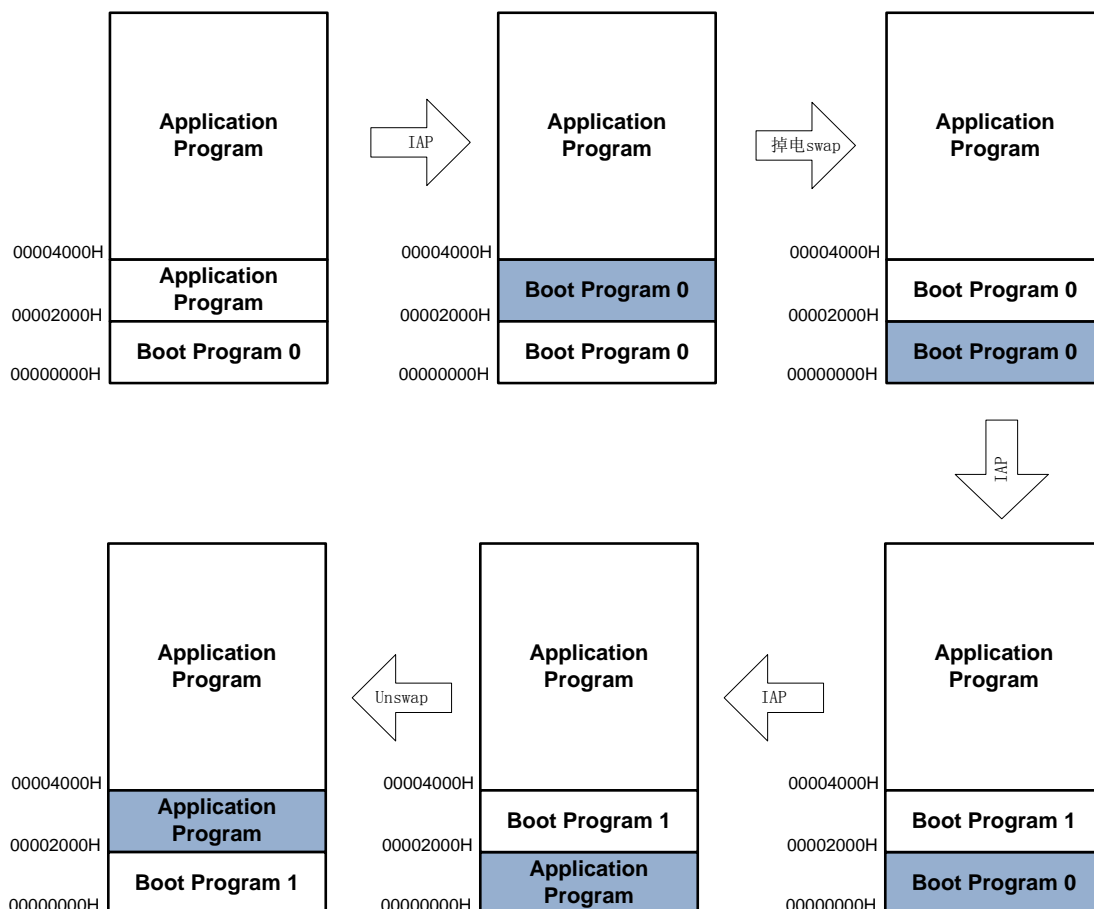 Application
Program
00004000H
Application
Program
00002000H
Boot Program 0
00000000H
IAP
Application
Program
00004000H
Boot Program 0
00002000H
Boot Program 0
00000000H
掉电swap
Application
Program
00004000H
Boot Program 0
00002000H
Boot Program 0
00000000H
IAP
Application
Program
00004000H
Boot Program 1
00002000H
Boot Program 0
00000000H
IAP
Application
Program
00004000H
Boot Program 1
00002000H
Application
Program
00000000H
Unswap
Application
Program
00004000H
Application
Program
00002000H
Boot Program 1
00000000H